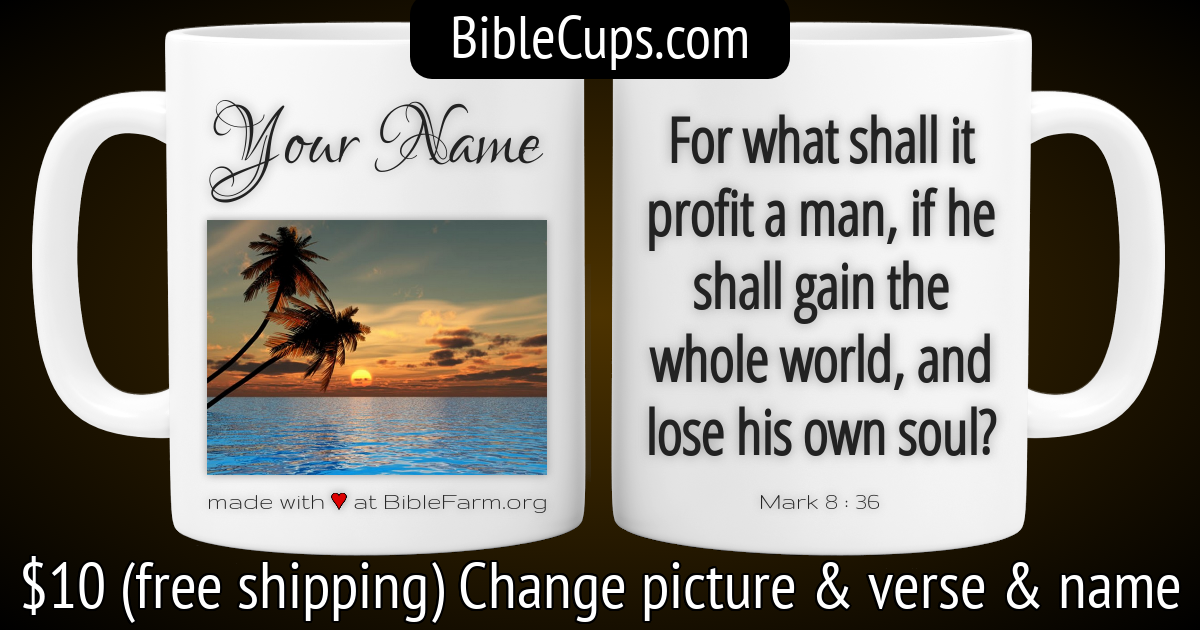 BibleCups.com
Your Name
made with ♥ at BibleFarm.org
For what shall it
profit a man, if he
shall gain the
whole world, and
lose his own soul?
Mark 8 : 36
$10 (free shipping) Change picture & verse & name